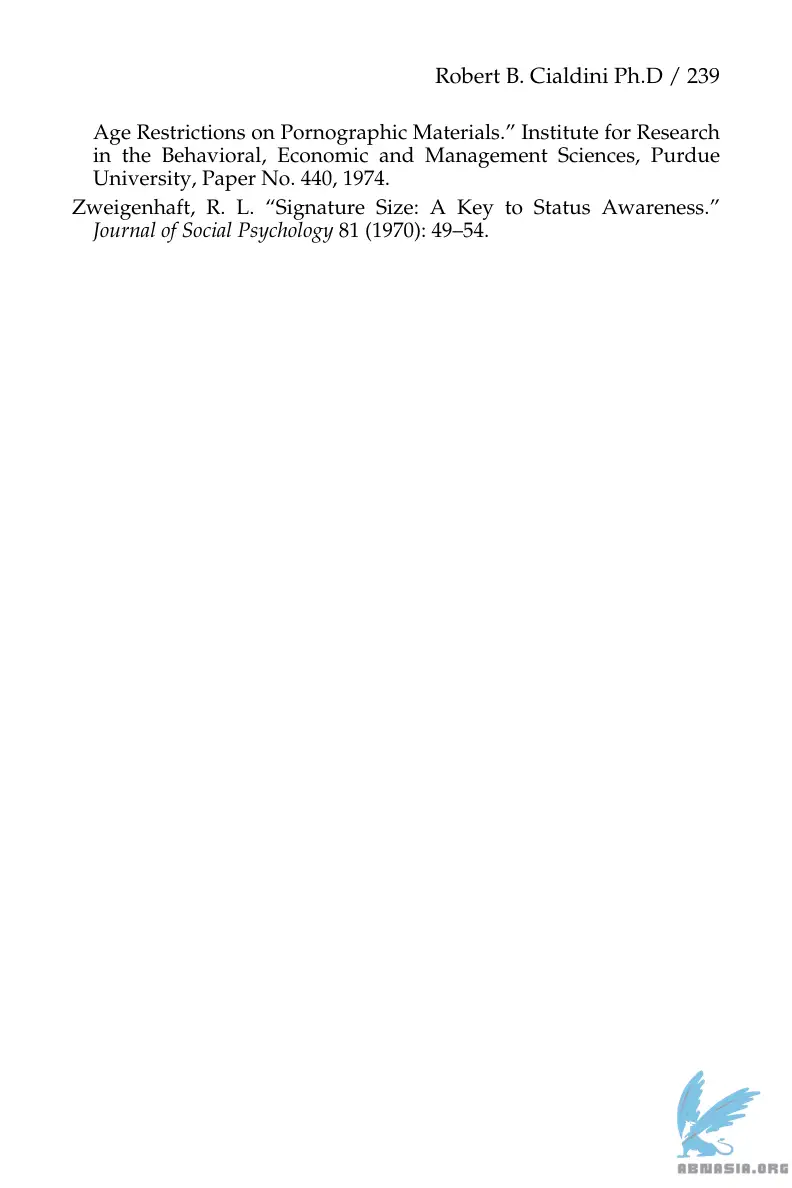 Robert B. Cialdini Ph.D / 239
Age Restrictions on Pornographic Materials.” Institute for Research
in the Behavioral, Economic and Management Sciences, Purdue
University, Paper No. 440, 1974.
Zweigenhaft, R. L. “Signature Size: A Key to Status Awareness.”
Journal of Social Psychology 81 (1970): 49–54.
ABNASIA.ORG